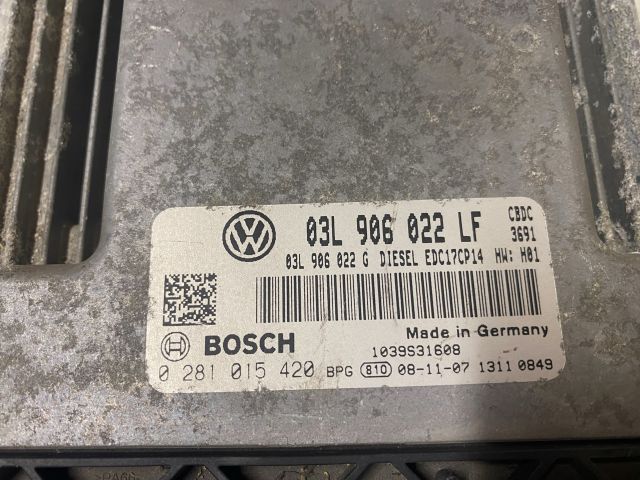 03L 906 022 LF CBDC
3691
03L 906 022 G DIESEL EDC17CP14 HW: H01
Made in Germany
BOSCH 1039S31608
0 281 015 420 BPG 810 08-11-07 1311 0849